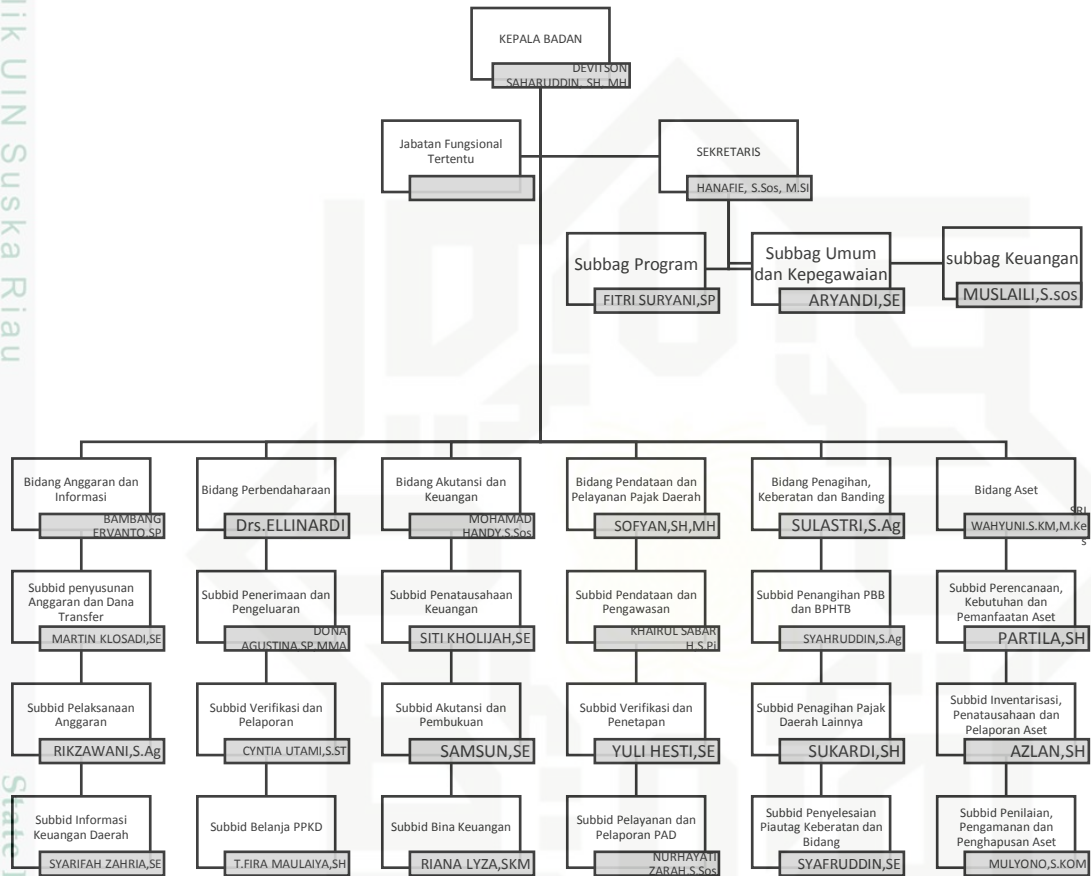 lik UIN Suska Riau
State
KEPALA BADAN
DEVITSON
SAHARUDDIN, SH, MH
Jabatan Fungsional
Tertentu
SEKRETARIS
HANAFIE, S.Sos, M.SI
Subbag Program
FITRI SURYANI,SP
Subbag Umum
dan Kepegawaian
ARYANDI,SE
subbag Keuangan
MUSLAILI,S.sos
Bidang Anggaran dan
Informasi
BAMBANG
ERVANTO,SP
Bidang Perbendaharaan
Drs.ELLINARDI
Bidang Akutansi dan
Keuangan
MOHAMAD
HANDY,S.Sos
Bidang Pendataan dan
Pelayanan Pajak Daerah
SOFYAN,SH,MH
Bidang Penagihan,
Keberatan dan Banding
SULASTRI,S.Ag
Bidang Aset
SRI
WAHYUNI.S.KM,M.Ke
s
Subbid penyusunan
Anggaran dan Dana
Transfer
MARTIN KLOSADI,SE
Subbid Penerimaan dan
Pengeluaran
DONA
AGUSTINA,SP,MMA
Subbid Penatausahaan
Keuangan
SITI KHOLIJAH,SE
Subbid Pendataan dan
Pengawasan
KHAIRUL SABAR
H,S.Pi
Subbid Penangihan PBB
dan BPHTB
SYAHRUDDIN,S.Ag
Subbid Perencanaan,
Kebutuhan dan
Pemanfaatan Aset
PARTILA,SH
Subbid Pelaksanaan
Anggaran
RIKZAWANI,S.Ag
Subbid Verifikasi dan
Pelaporan
CYNTIA UTAMI,S.ST
Subbid Akutansi dan
Pembukuan
SAMSUN,SE
Subbid Verifikasi dan
Penetapan
YULI HESTI,SE
Subbid Penagihan Pajak
Daerah Lainnya
SUKARDI,SH
Subbid Inventarisasi,
Penatausahaan dan
Pelaporan Aset
AZLAN,SH
Subbid Informasi
Keuangan Daerah
SYARIFAH ZAHRIA,SE
Subbid Belanja PPKD
T.FIRA MAULAIYA,SH
Subbid Bina Keuangan
RIANA LYZA,SKM
Subbid Pelayanan dan
Pelaporan PAD
NURHAYATI
ZARAH,S.Sos
Subbid Penyelesaian
Piautag Keberatan dan
Bidang
SYAFRUDDIN,SE
Subbid Penilaian,
Pengamanan dan
Penghapusan Aset
MULYONO,S.KOM